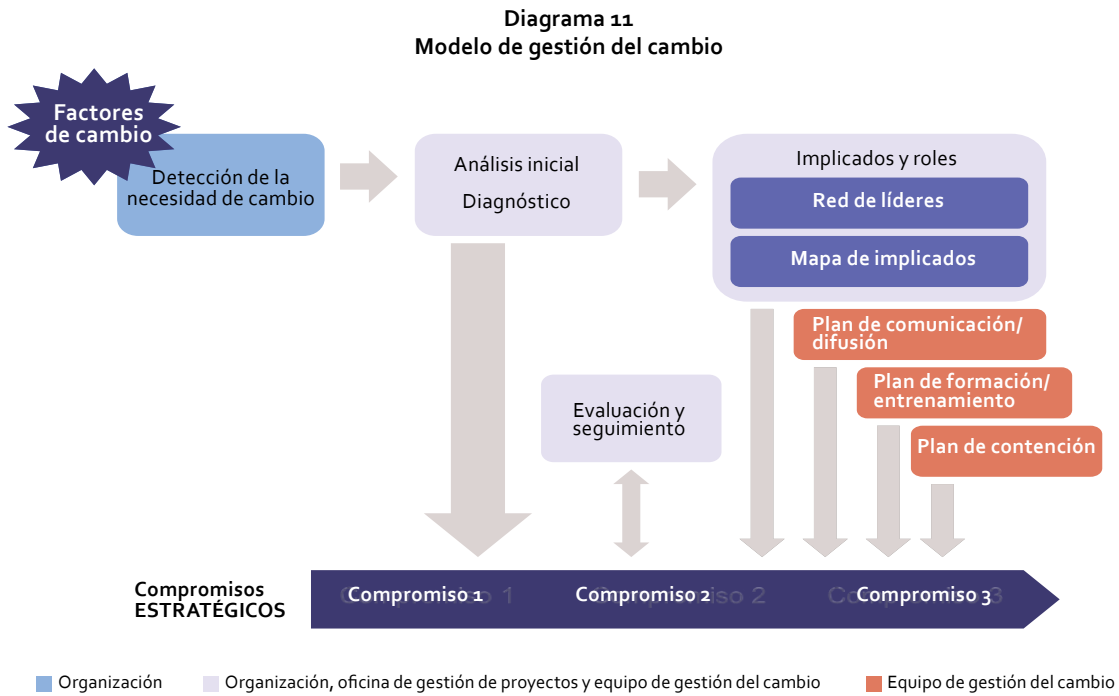 Diagrama 11
Modelo de gestión del cambio
Factores
de cambio
Detección de la
necesidad de cambio
Análisis inicial
Diagnóstico
Implicados y roles
Red de líderes
Mapa de implicados
Plan de comunicación/
difusión
Plan de formación/
entrenamiento
Plan de contención
Evaluación y
seguimiento
Compromisos
ESTRATÉGICOS
Compromiso 1
Compromiso 2
Compromiso 3
Organización
Organización, oficina de gestión de proyectos y equipo de gestión del cambio
Equipo de gestión del cambio